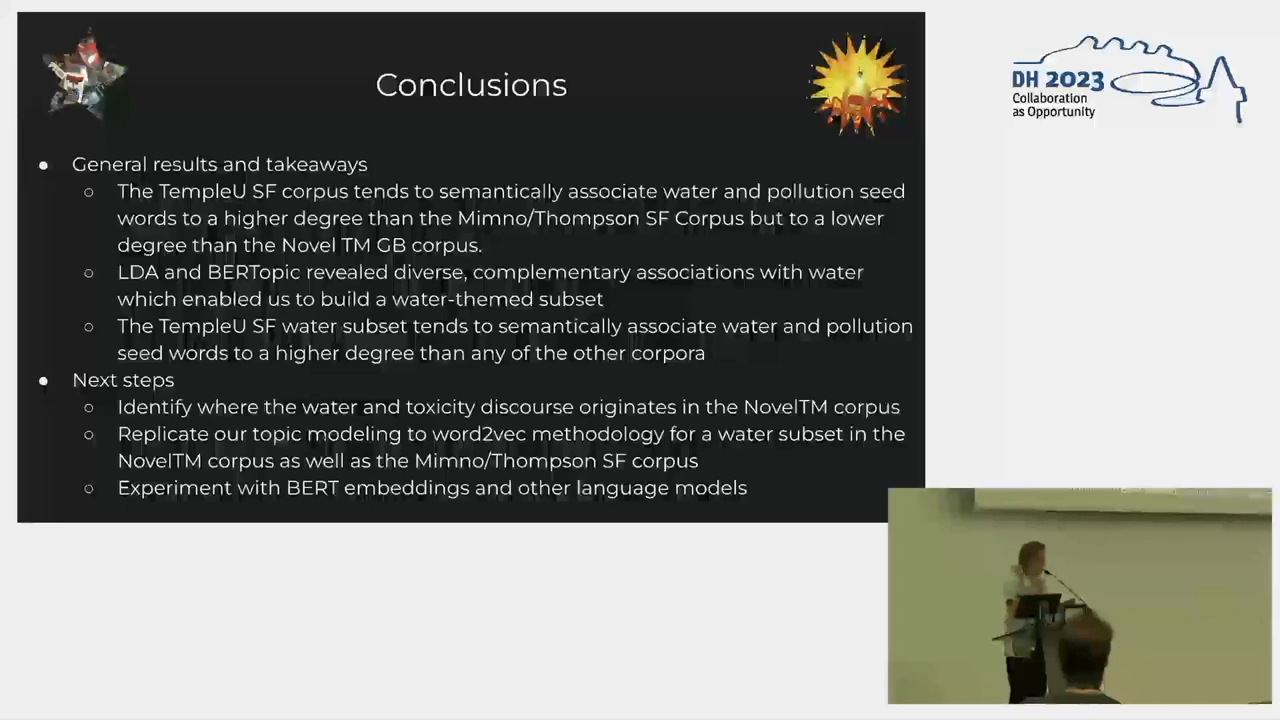 Conclusions
DH 2023
Collaboration
as Opportunity
● General results and takeaways
○ The TempleU SF corpus tends to semantically associate water and pollution seed
words to a higher degree than the Mimno/Thompson SF Corpus but to a lower
degree than the Novel TM GB corpus.
○ LDA and BERTopic revealed diverse, complementary associations with water
which enabled us to build a water-themed subset
○ The TempleU SF water subset tends to semantically associate water and pollution
seed words to a higher degree than any of the other corpora
● Next steps
○ Identify where the water and toxicity discourse originates in the NovelTM corpus
○ Replicate our topic modeling to word2vec methodology for a water subset in the
NovelTM corpus as well as the Mimno/Thompson SF corpus
○ Experiment with BERT embeddings and other language models